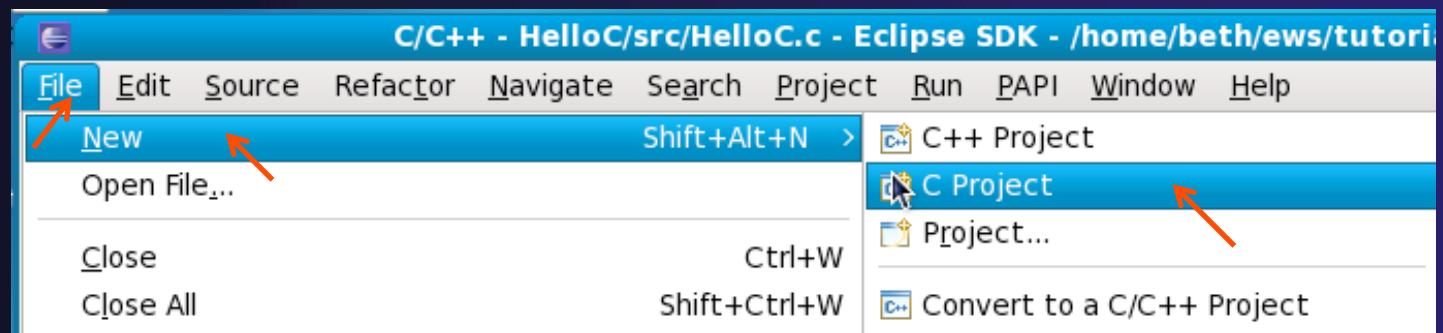 C/C++ - HelloC/src/HelloC.c - Eclipse SDK - /home/beth/ews/tutori
File Edit Source Refactor Navigate Search Project Run PAPI Window Help
New Shift+Alt+N >
Open File...
Close Ctrl+W
Close All Shift+Ctrl+W
C++ Project
C Project
Project...
Convert to a C/C++ Project